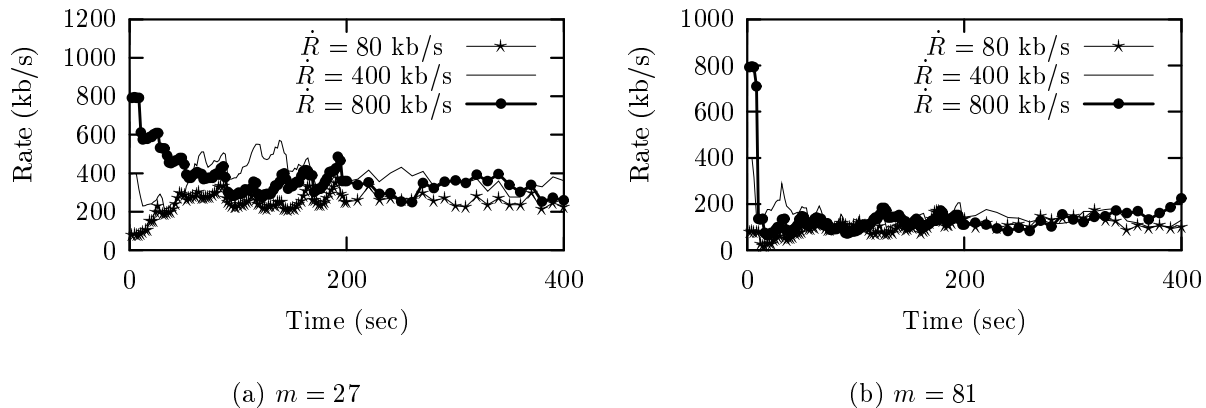 1200
1000
800
600
400
200
0
Rate (kb/s)
Ṙ = 80 kb/s
Ṙ = 400 kb/s
Ṙ = 800 kb/s
0 200 400
Time (sec)
(a) m = 27
1000
800
600
400
200
0
Rate (kb/s)
Ṙ = 80 kb/s
Ṙ = 400 kb/s
Ṙ = 800 kb/s
0 200 400
Time (sec)
(b) m = 81